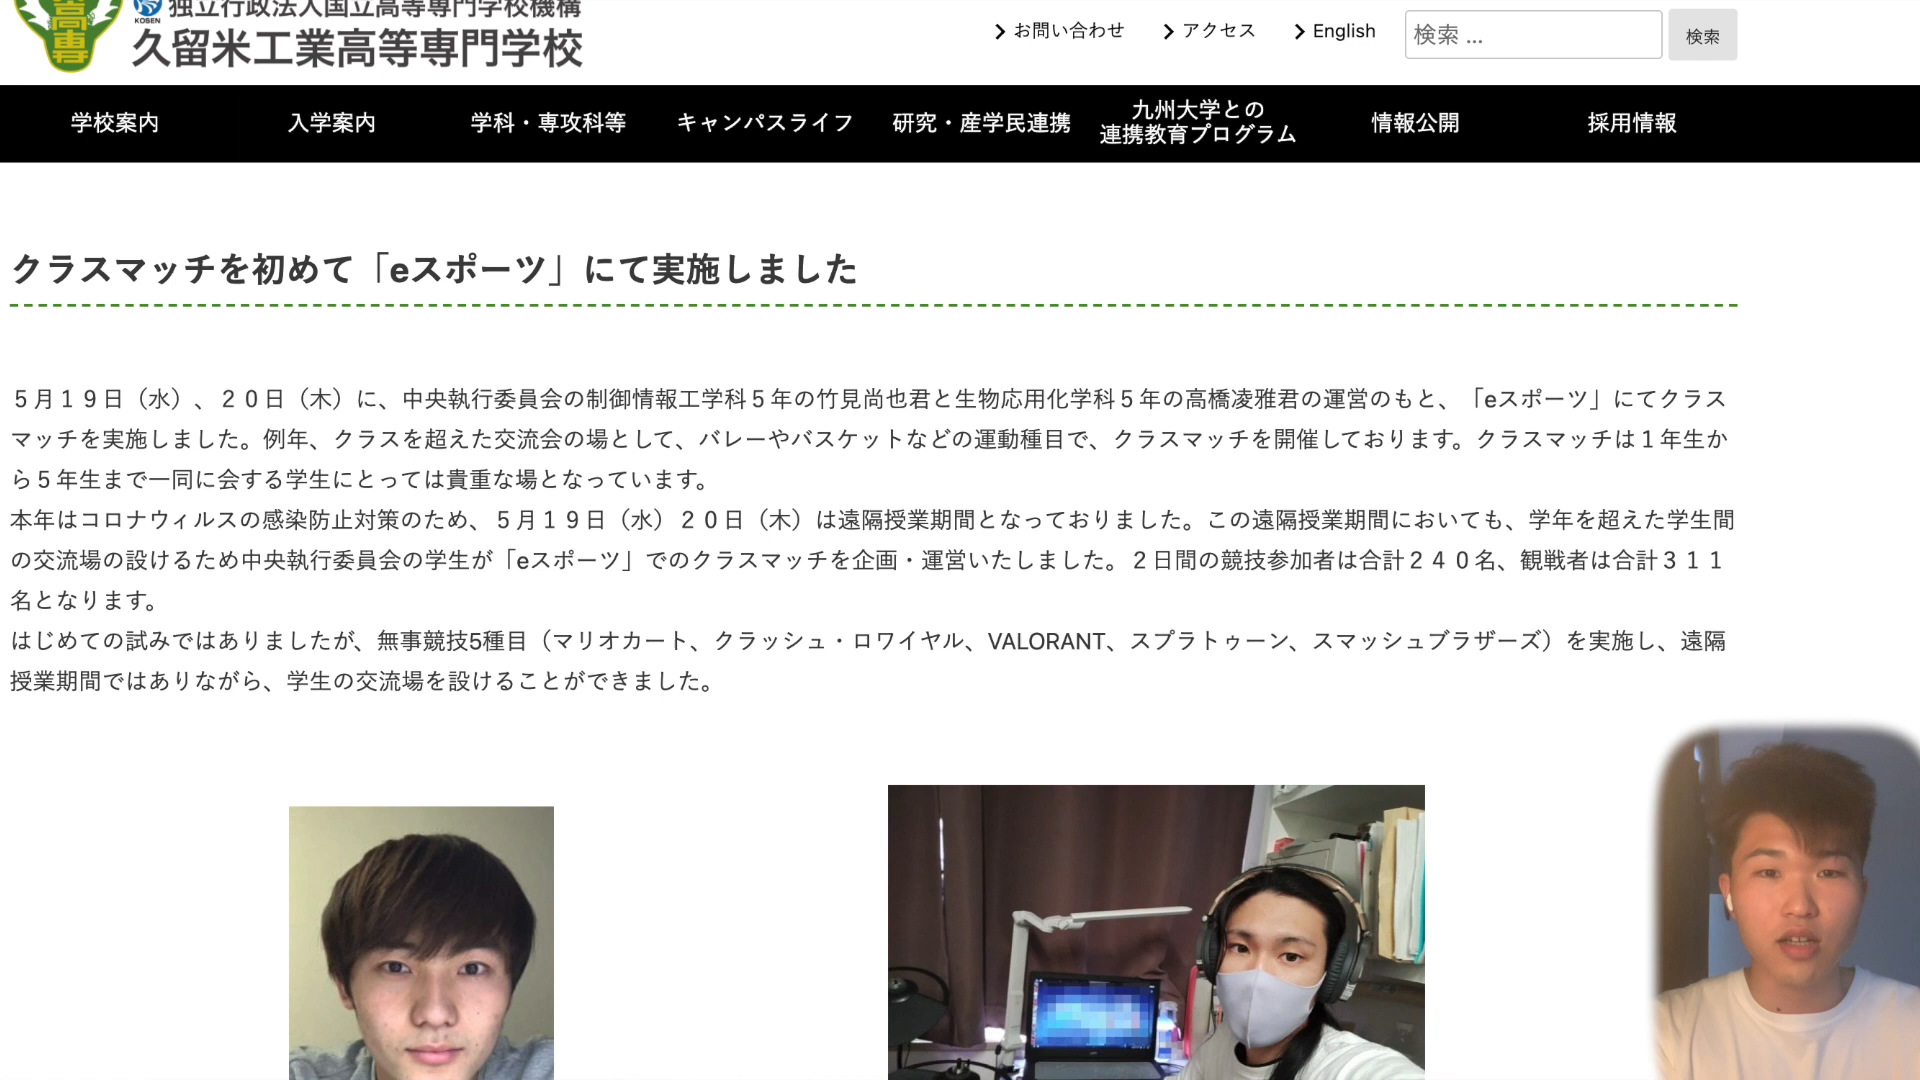 独立行政法人国立高等専門学校機構
KOSEN
久留米工業高等専門学校
高専
お問い合わせ
アクセス
English
検索 ...
検索
学校案内
入学案内
学科・専攻科等
キャンパスライフ
研究・産学民連携
九州大学との
連携教育プログラム
情報公開
採用情報
クラスマッチを初めて「eスポーツ」にて実施しました
５月１９日（水）、２０日（木）に、中央執行委員会の制御情報工学科５年の竹見尚也君と生物応用化学科５年の高橋凌雅君の運営のもと、「eスポーツ」にてクラス
マッチを実施しました。例年、クラスを超えた交流会の場として、バレーやバスケットなどの運動種目で、クラスマッチを開催しております。クラスマッチは１年生か
ら５年生まで一同に会する学生にとっては貴重な場となっています。
本年はコロナウィルスの感染防止対策のため、５月１９日（水）２０日（木）は遠隔授業期間となっておりました。この遠隔授業期間においても、学年を超えた学生間
の交流場の設けるため中央執行委員会の学生が「eスポーツ」でのクラスマッチを企画・運営いたしました。２日間の競技参加者は合計２４０名、観戦者は合計３１１
名となります。
はじめての試みではありましたが、無事競技5種目（マリオカート、クラッシュ・ロワイヤル、VALORANT、スプラトゥーン、スマッシュブラザーズ）を実施し、遠隔
授業期間ではありながら、学生の交流場を設けることができました。